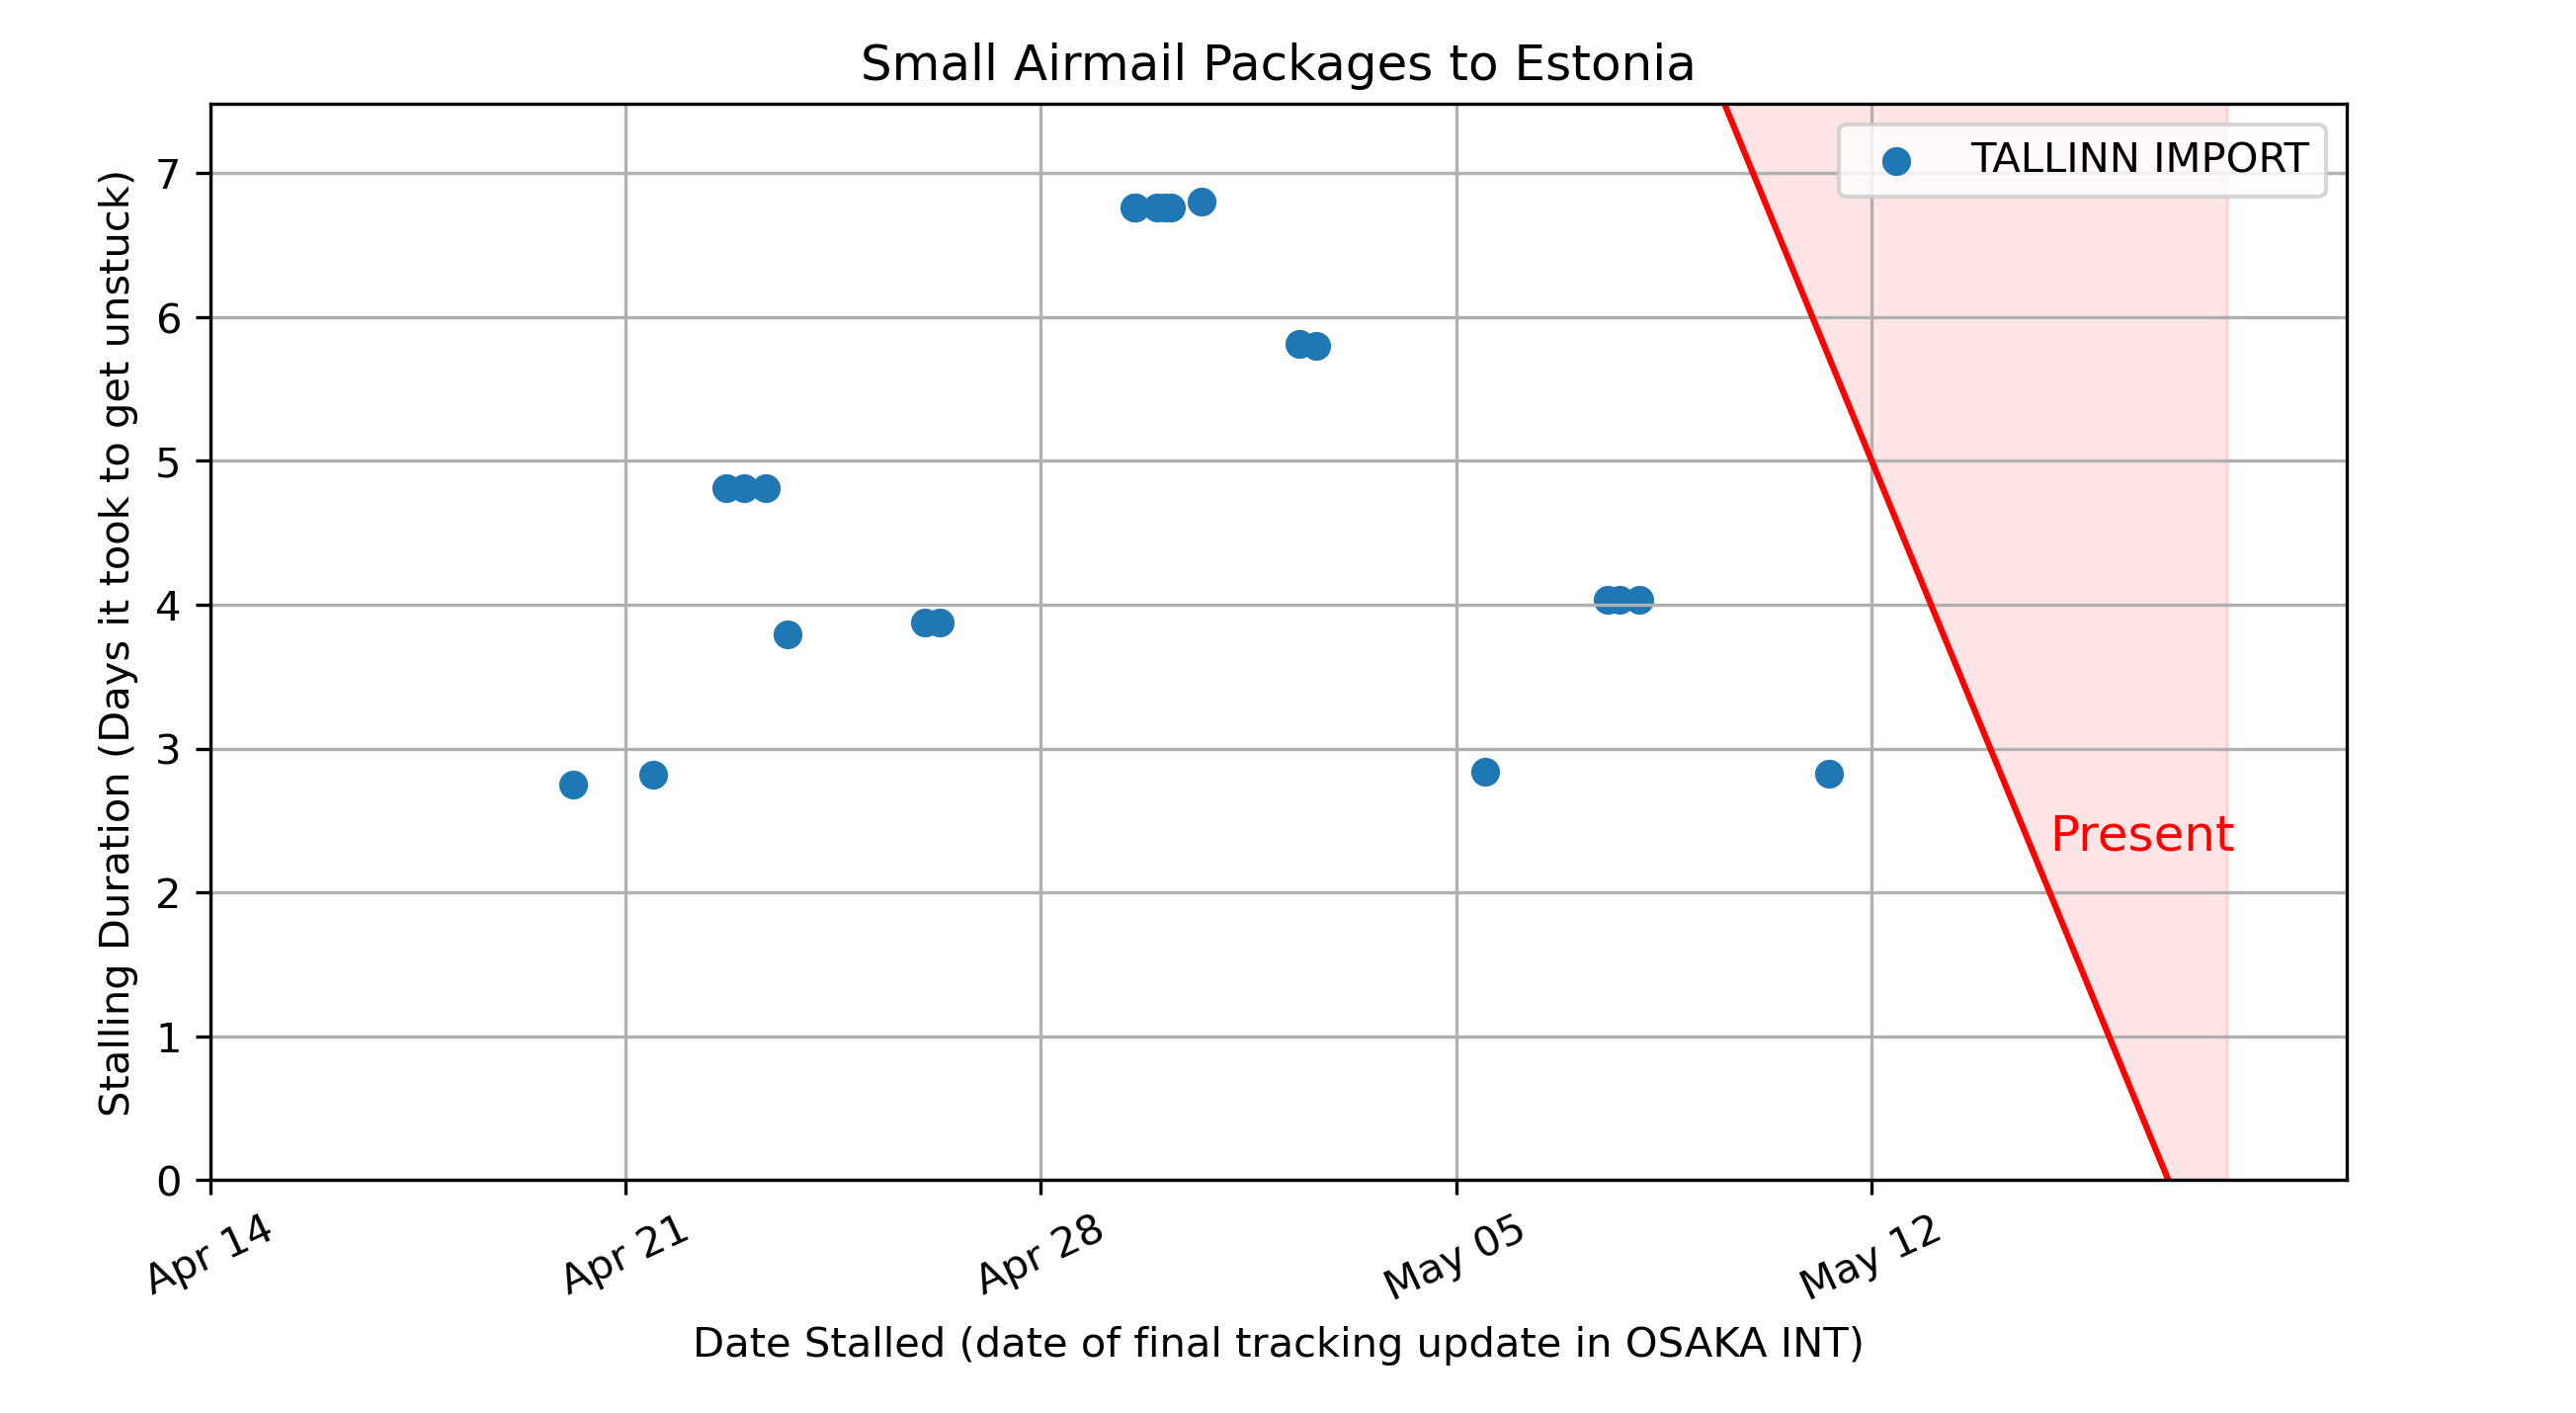 Small Airmail Packages to Estonia
TALLINN IMPORT
Stalling Duration (Days it took to get unstuck)
7
6
5
4
3
2
1
0
Present
Apr 14
Apr 21
Apr 28
May 05
May 12
Date Stalled (date of final tracking update in OSAKA INT)